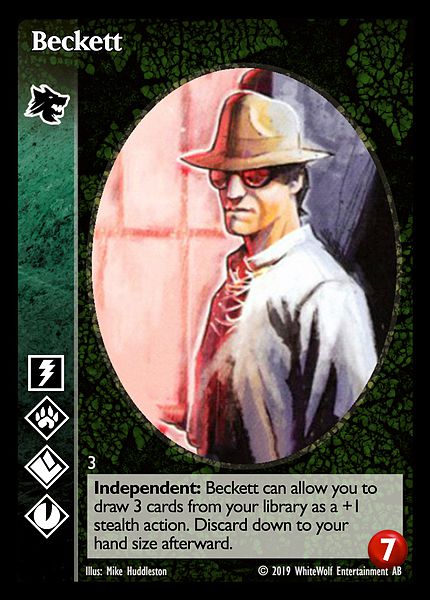 Beckett
3
Independent: Beckett can allow you to
draw 3 cards from your library as a +1
stealth action. Discard down to your
hand size afterward.
7
Illus: Mike Huddleston © 2019 WhiteWolf Entertainment AB